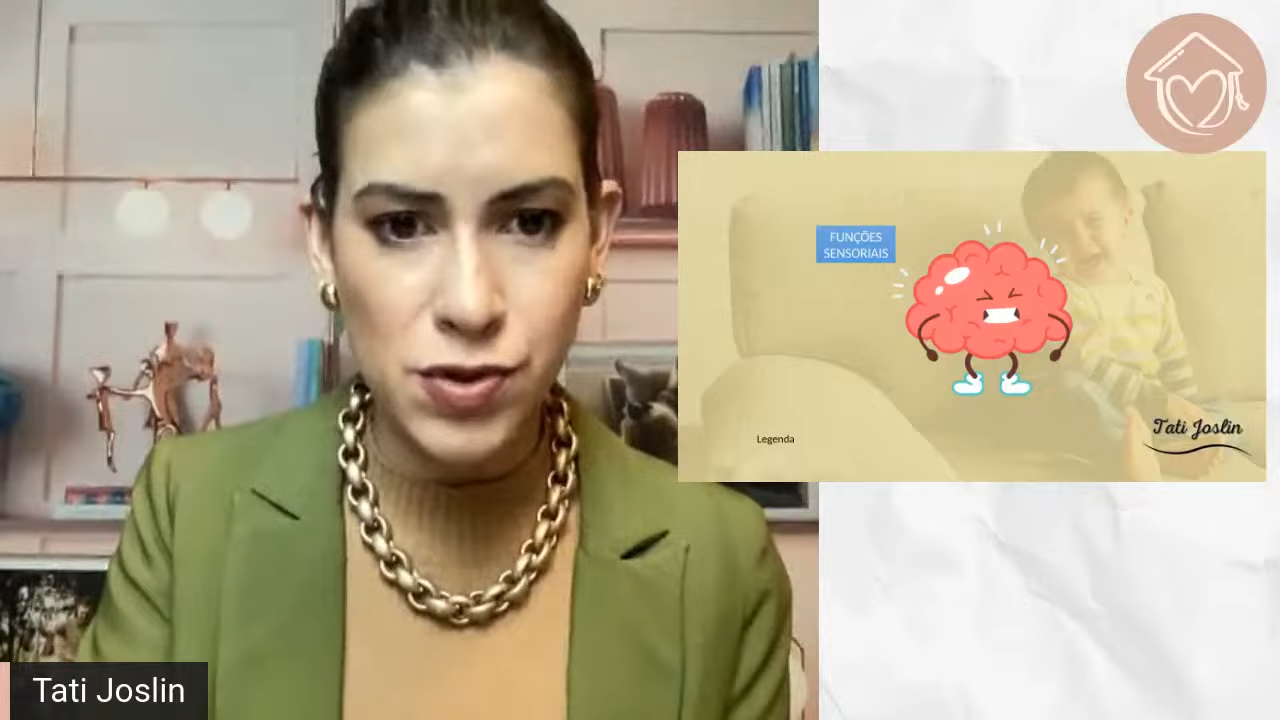 FUNÇÕES
SENSORIAIS
Legenda
Tati Joslin
Tati Joslin